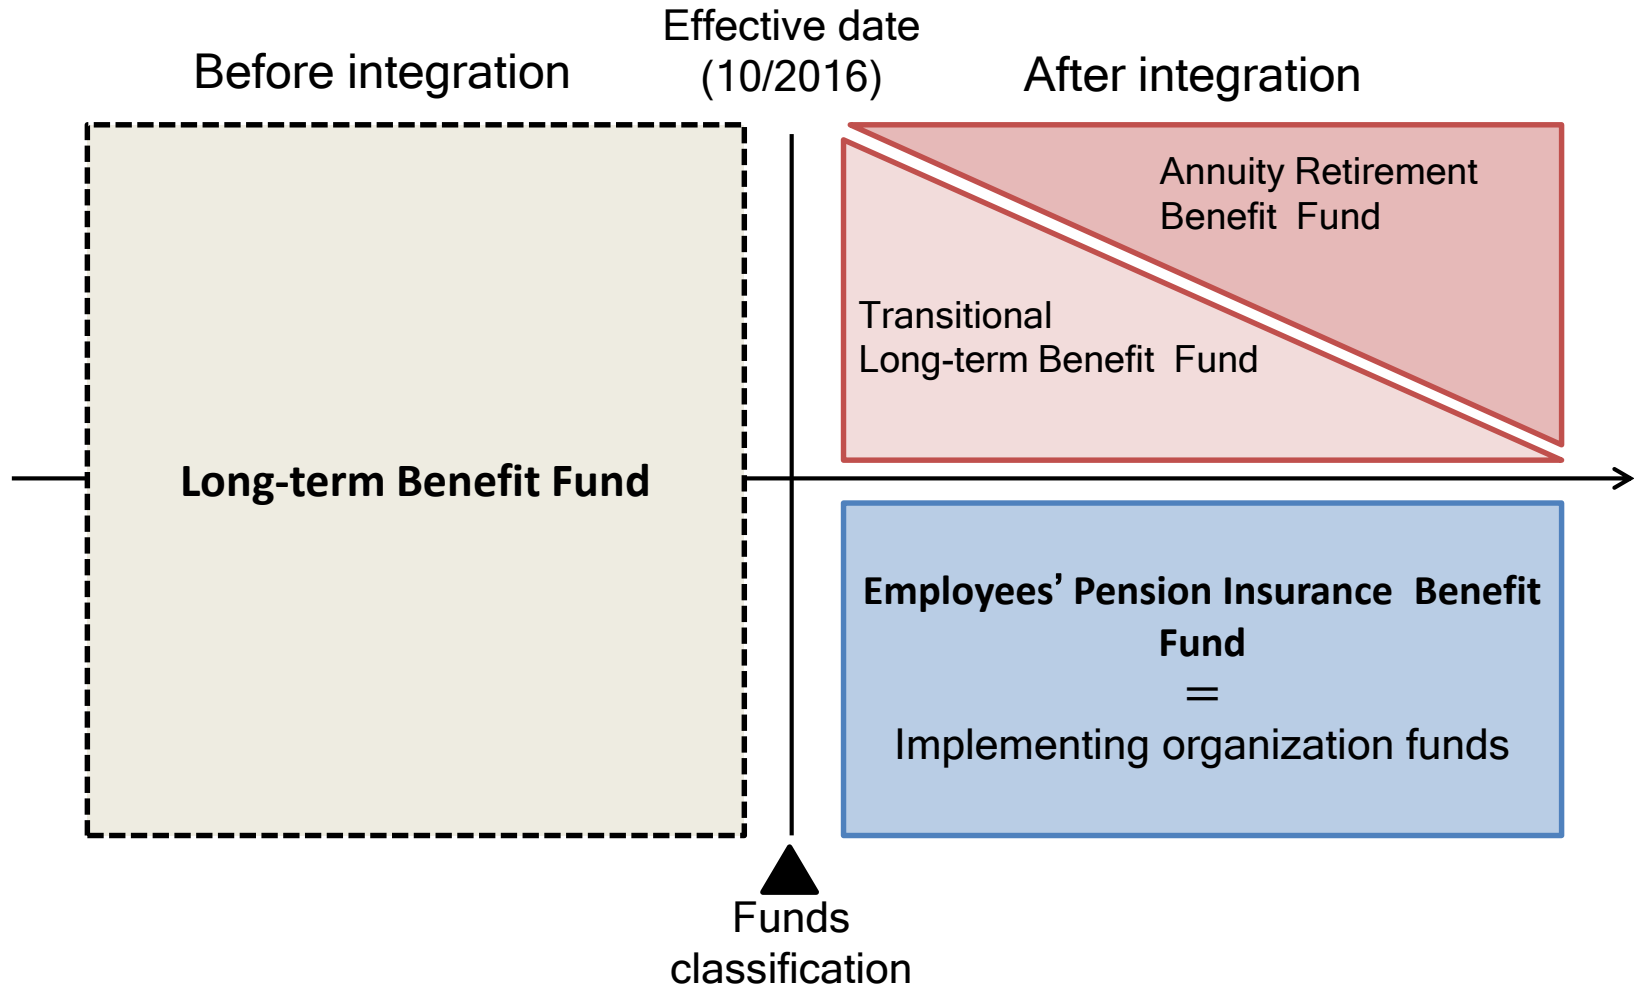 Before integration
Effective date
(10/2016)
After integration
Long-term Benefit Fund
Annuity Retirement
Benefit Fund
Transitional
Long-term Benefit Fund
Employees’ Pension Insurance Benefit
Fund
=
Implementing organization funds
Funds
classification